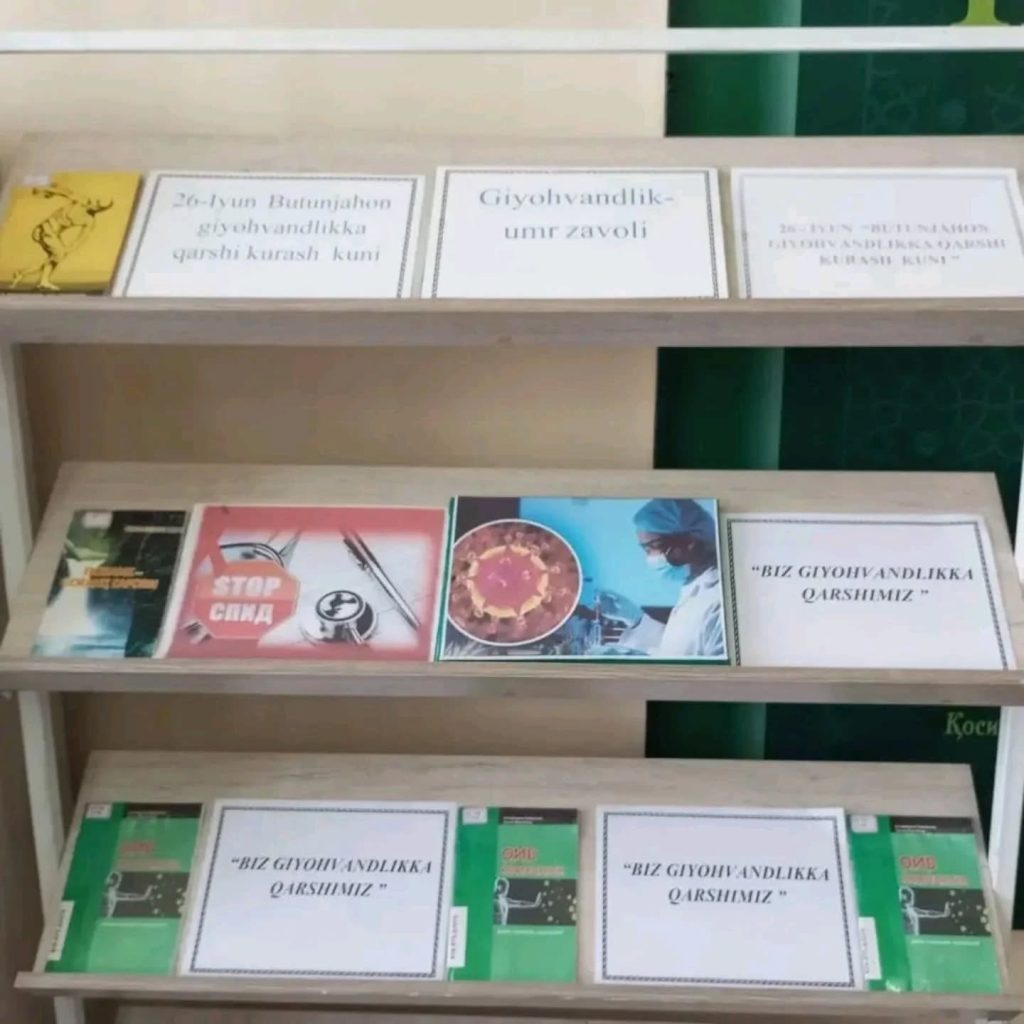 26-Iyun Butunjahon
giyohvandlikka
qarshi kurash kuni
Giyohvandlik-
umr zavoli
26-IYUN "BUTUNJAHON
GIYOHVANDLIKKA QARSHI
KURASH KUNI"
STOP
СПИД
"BIZ GIYOHVANDLIKKA
QARSHIMIZ"
Қоси
"BIZ GIYOHVANDLIKKA
QARSHIMIZ"
"BIZ GIYOHVANDLIKKA
QARSHIMIZ"